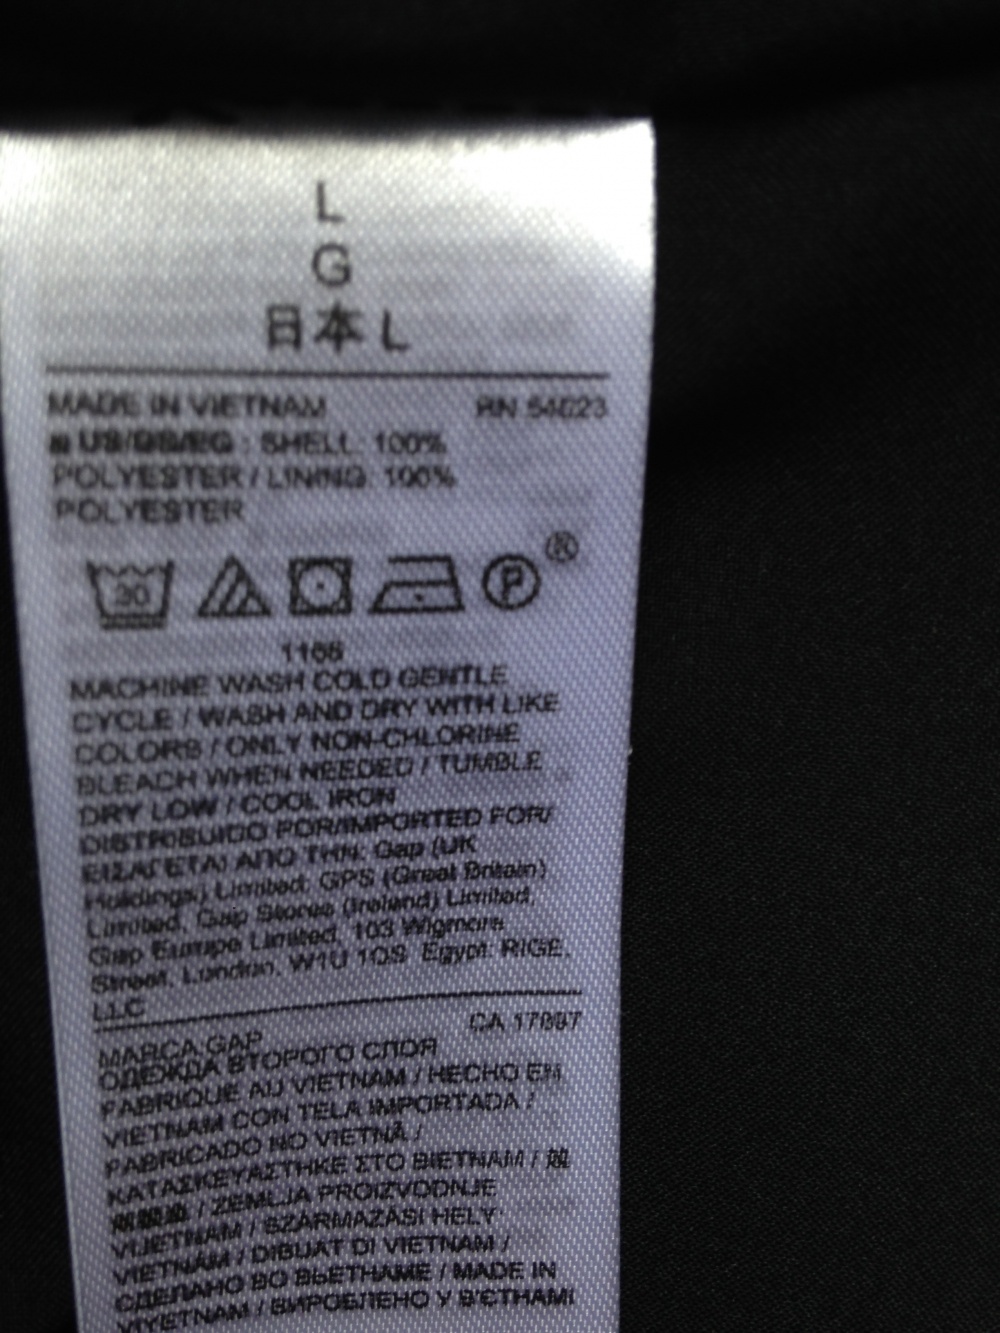 L
G
日本 L
MADE IN VIETNAM RN 54023
US/GB/EG : SHELL: 100%
POLYESTER / LINING: 100%
POLYESTER
30 P ®
1166
MACHINE WASH COLD GENTLE
CYCLE / WASH AND DRY WITH LIKE
COLORS / ONLY NON-CHLORINE
BLEACH WHEN NEEDED / TUMBLE
DRY LOW / COOL IRON
DISTRIBUIDO POR/IMPORTED FOR/
ΕΙΣΑΓΕΤΑΙ ΑΠΟ ΤΗΝ: Gap (UK
Holdings) Limited; GPS (Great Britain)
Limited, Gap Stores (Ireland) Limited,
Gap Europe Limited, 103 Wigmore
Street, London, W1U 1QS Egypt: RIGE,
LLC
CA 17897
MARCA GAP
ОДЕЖДА ВТОРОГО СЛОЯ
FABRIQUE AU VIETNAM / HECHO EN
VIETNAM CON TELA IMPORTADA /
FABRICADO NO VIETNÃ /
ΚΑΤΑΣΚΕΥΑΣΤΗΚΕ ΣΤΟ ΒΙΕΤΝΑΜ /
/ ZEMLJA PROIZVODNJE
VIJETNAM / SZÁRMAZÁSI HELY
VIETNÁM / DIBUAT DI VIETNAM /
СДЕЛАНО ВО ВЬЕТНАМЕ / MADE IN
VIYETNAM / ВИРОБЛЕНО У В'ЄТНАМІ